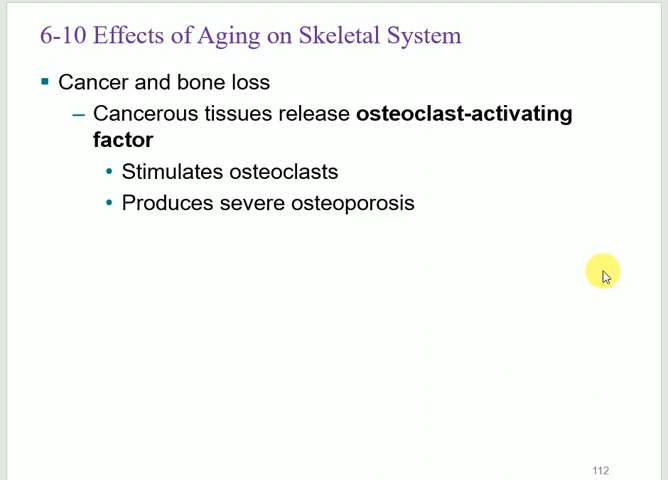 6-10 Effects of Aging on Skeletal System
▪ Cancer and bone loss
– Cancerous tissues release osteoclast-activating
factor
• Stimulates osteoclasts
• Produces severe osteoporosis
112